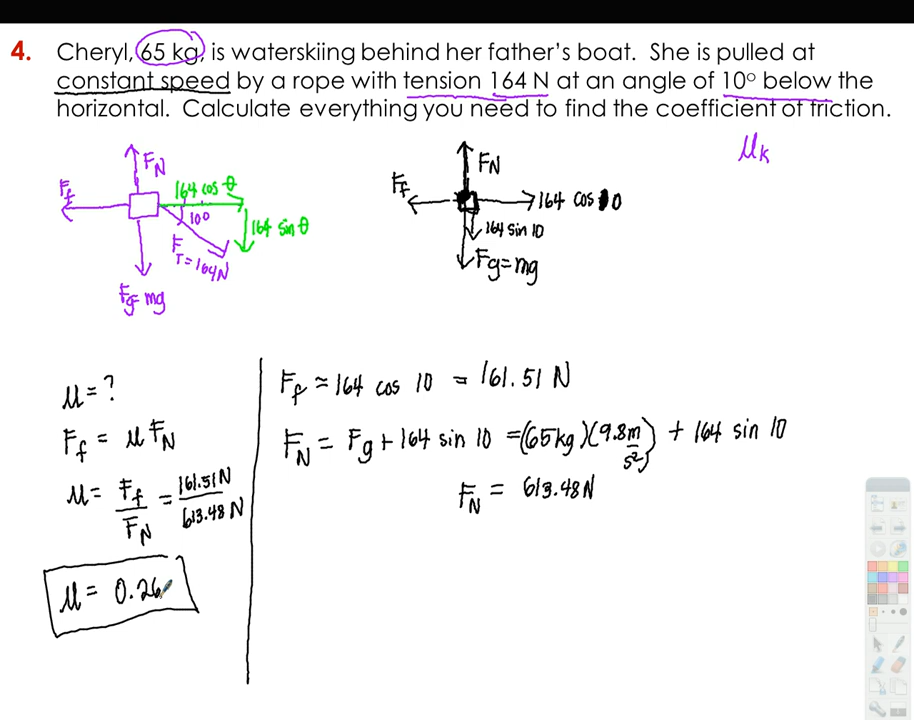 4. Cheryl, 65 kg, is waterskiing behind her father's boat. She is pulled at
constant speed by a rope with tension 164 N at an angle of 10° below the
horizontal. Calculate everything you need to find the coefficient of friction.
μk
FN
Ff
164 cos θ
10°
164 sin θ
FT = 164N
Fg = mg
FN
Ff
164 cos 10
164 sin 10
Fg = mg
μ = ?
Ff = μ FN
μ = Ff/FN = 161.51N/613.48 N
μ = 0.26
Ff = 164 cos 10 = 161.51 N
FN = Fg + 164 sin 10 = (65kg)(9.8m/s²) + 164 sin 10
FN = 613.48N